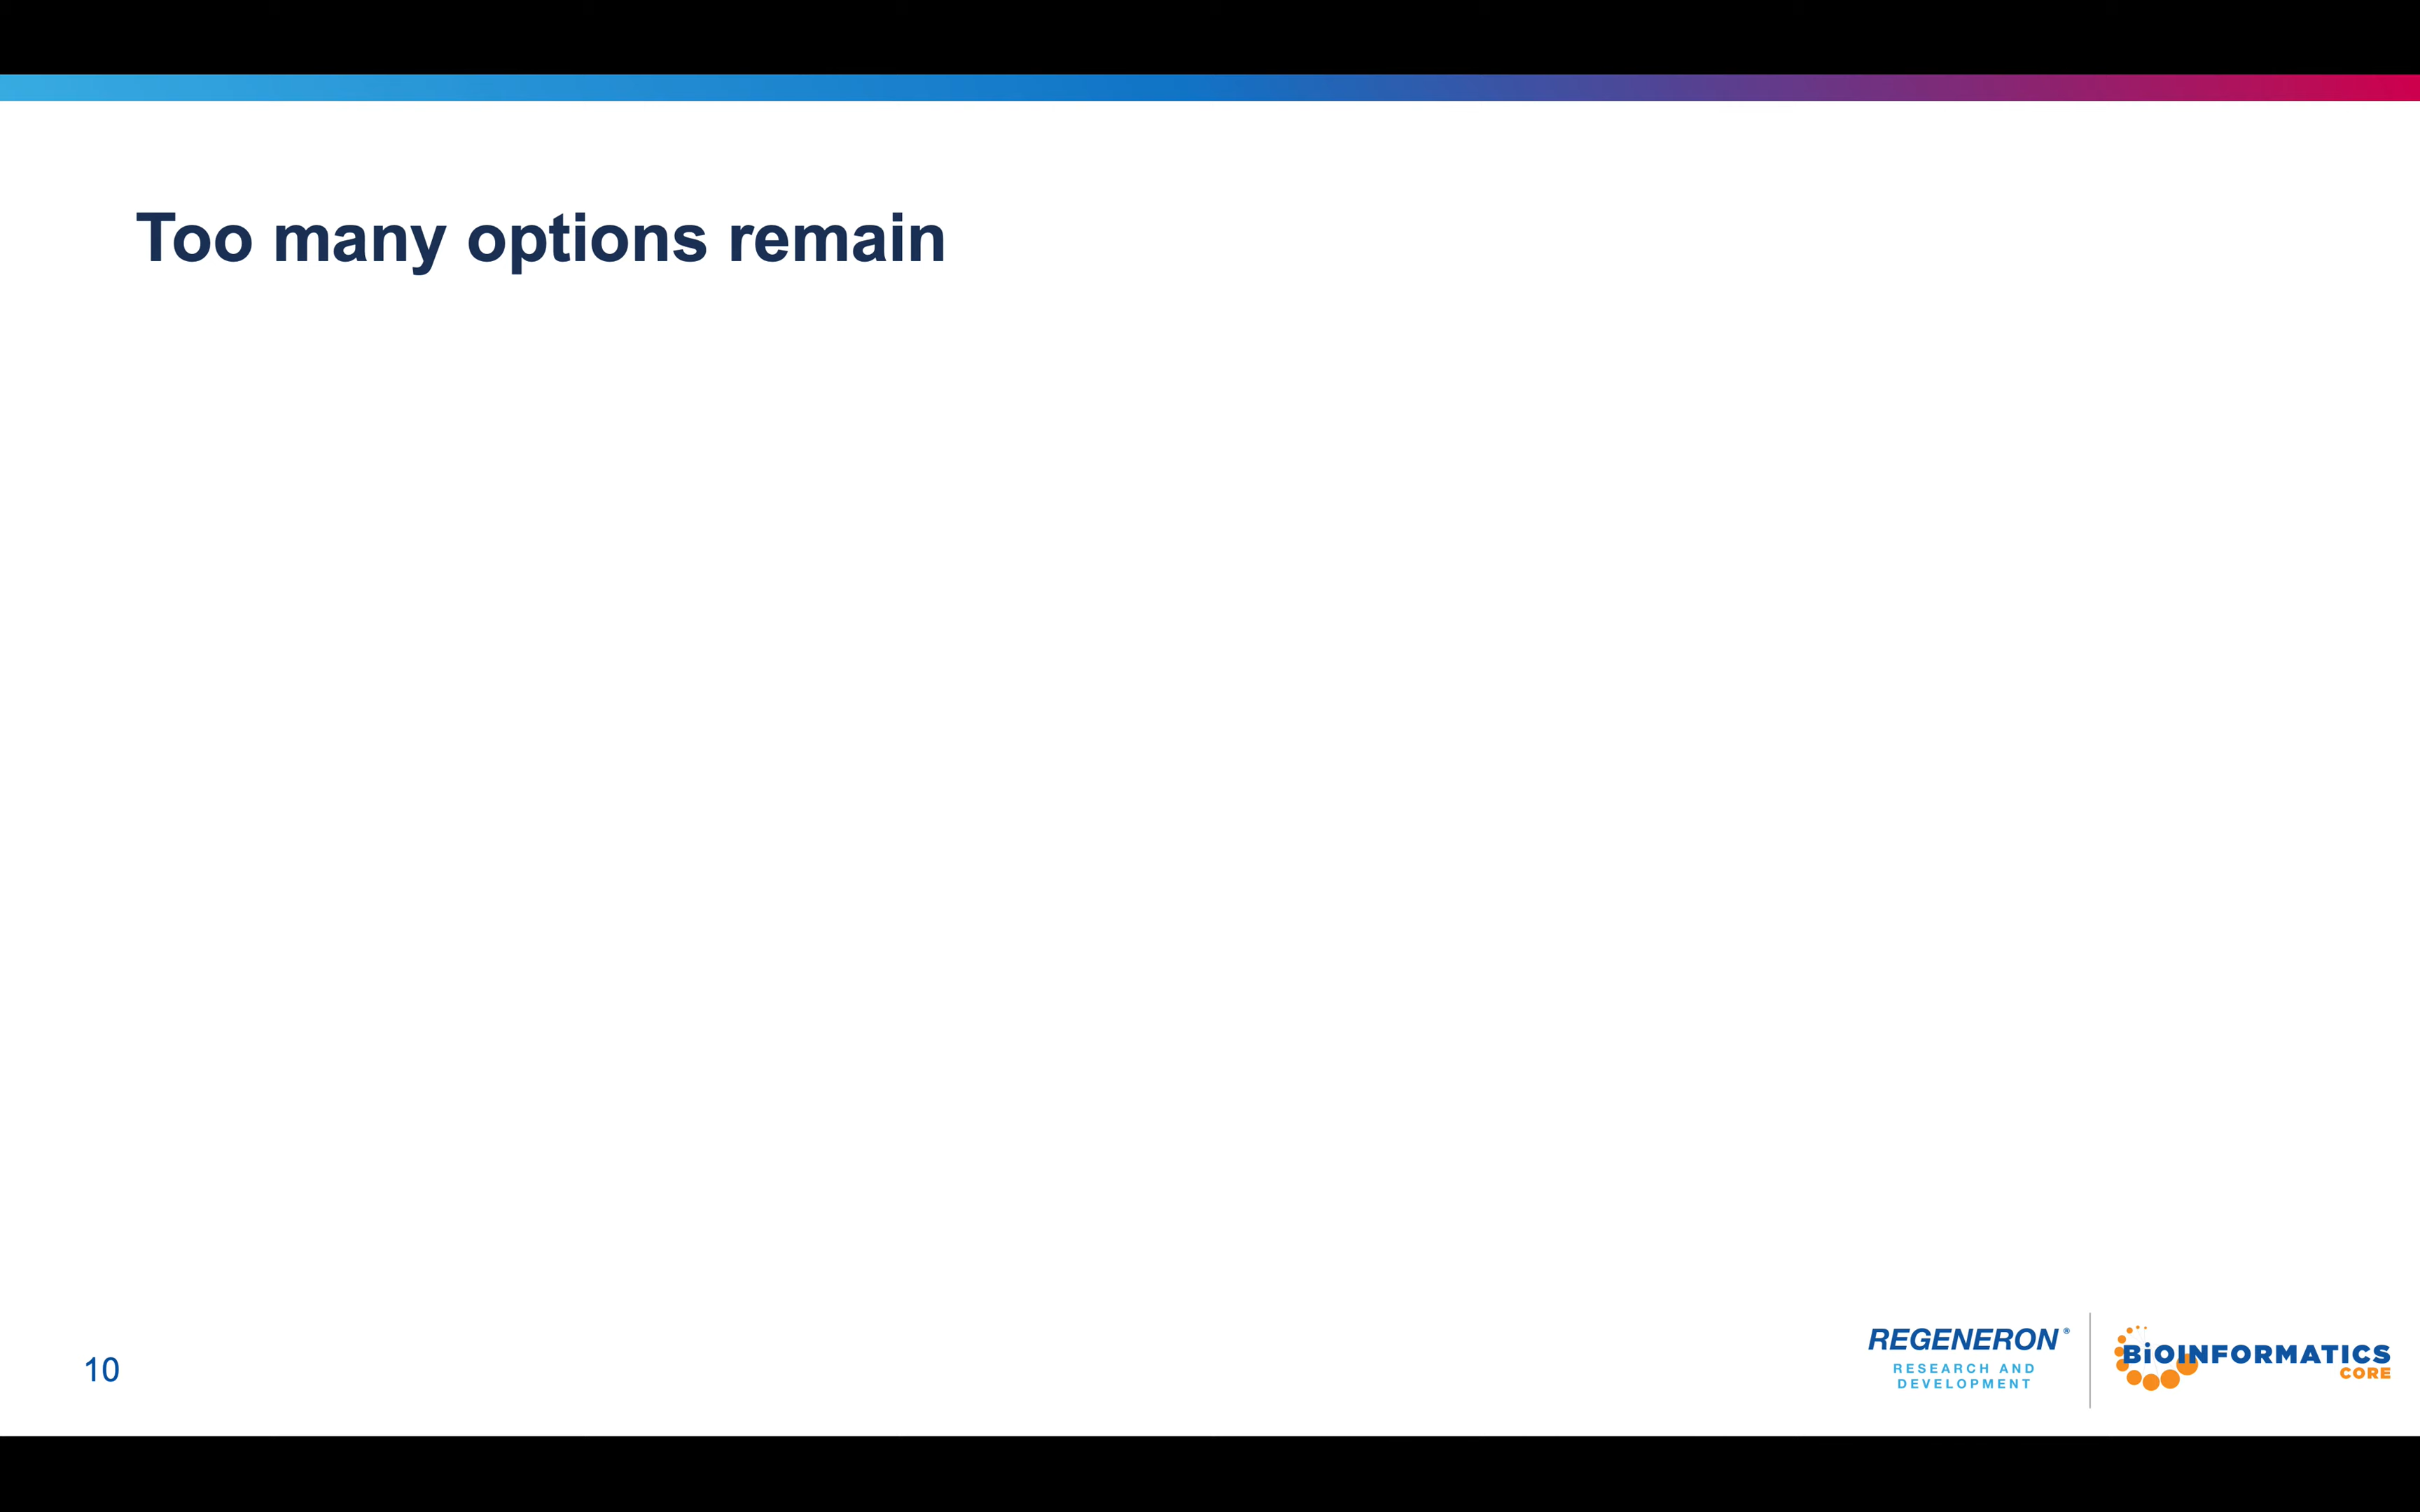 Too many options remain
10
REGENERON®
RESEARCH AND
DEVELOPMENT
BiOINFORMATICS
CORE